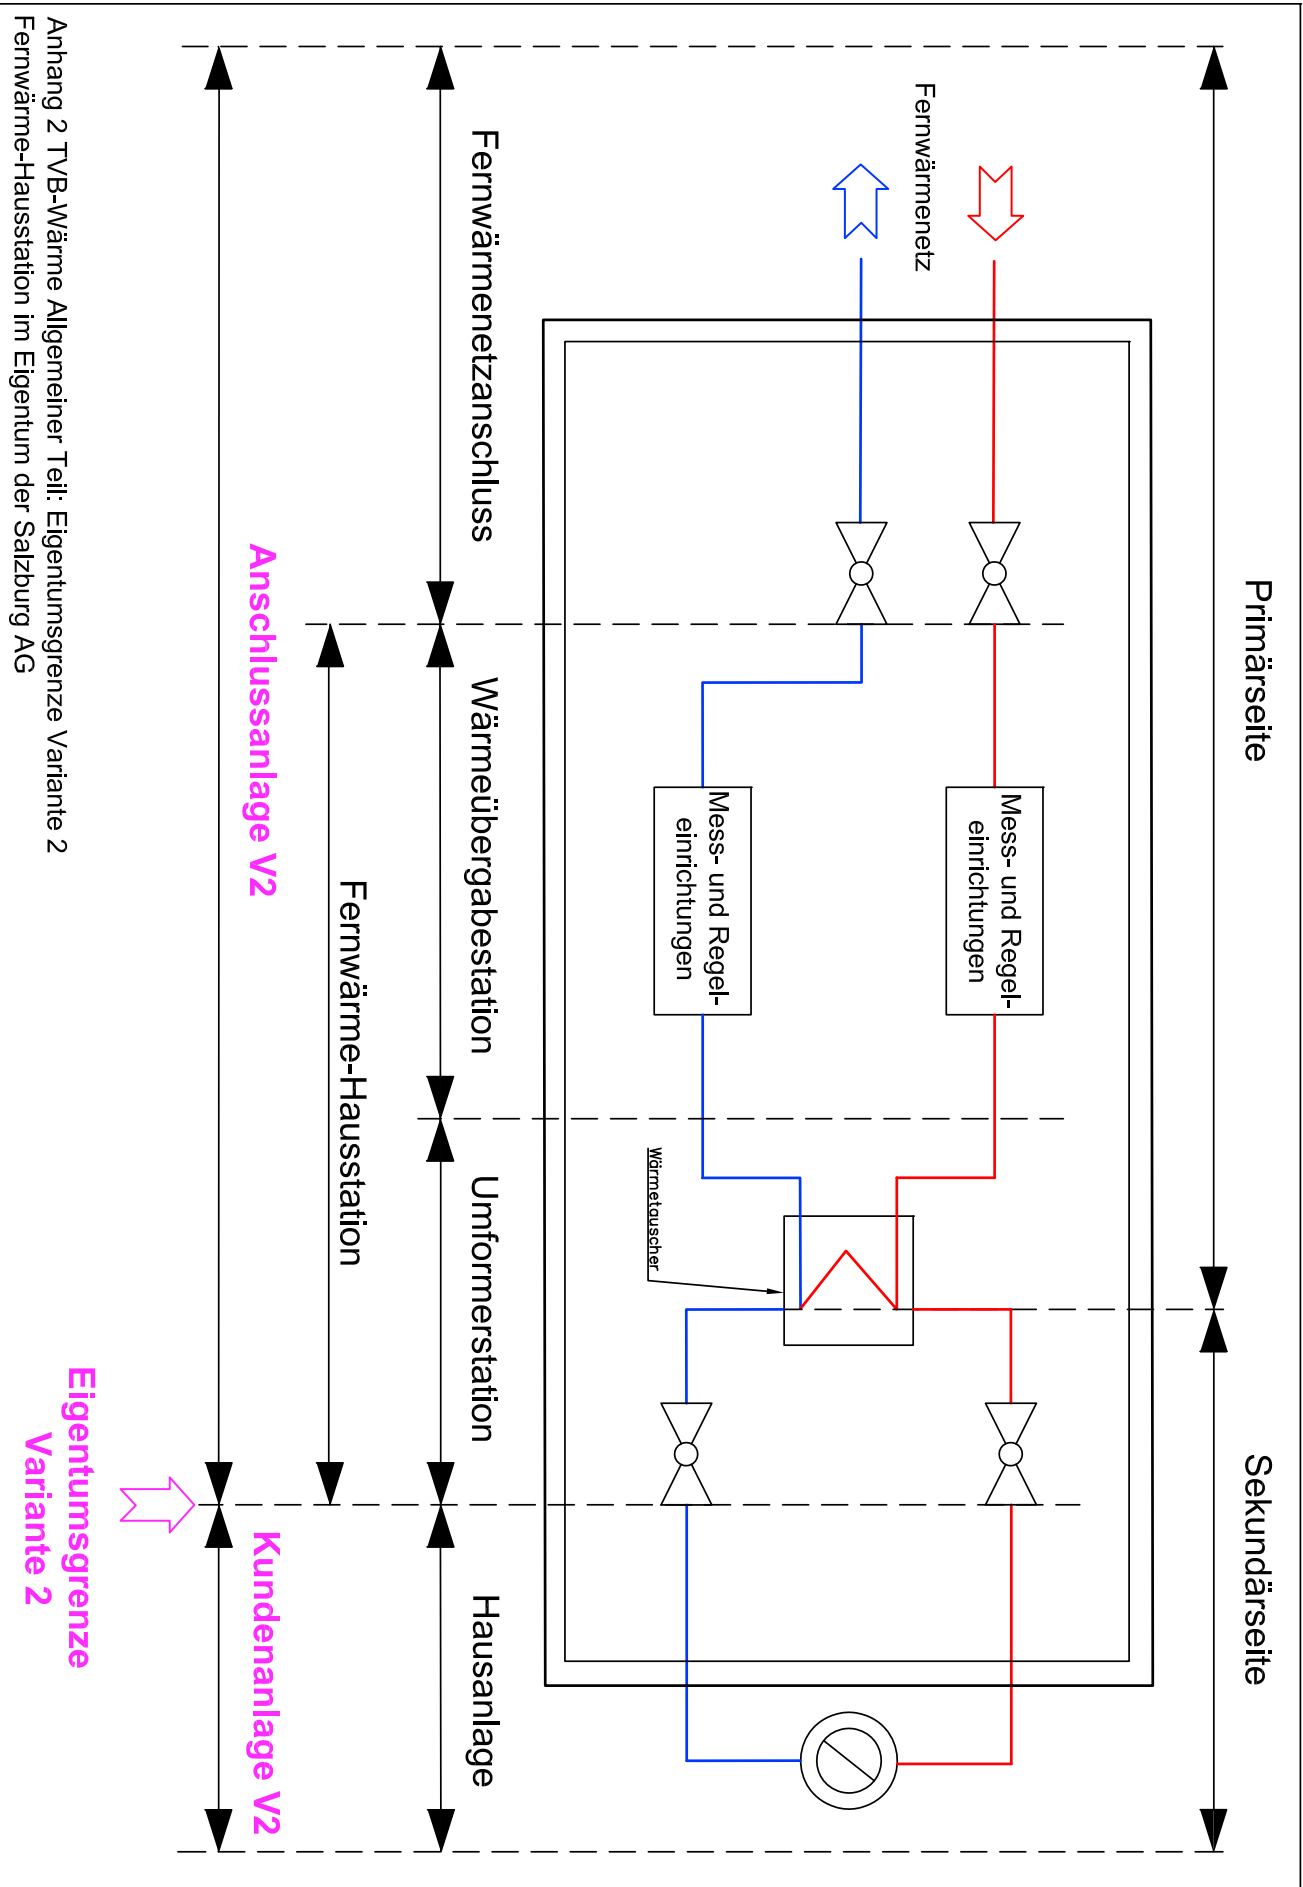 Primärseite
Sekundärseite
Fernwärmenetz
Mess- und Regel-
einrichtungen
Mess- und Regel-
einrichtungen
Wärmetauscher
Fernwärmenetzanschluss
Wärmeübergabestation
Umformerstation
Hausanlage
Fernwärme-Hausstation
Anschlussanlage V2
Kundenanlage V2
Eigentumsgrenze
Variante 2
Anhang 2 TVB-Wärme Allgemeiner Teil: Eigentumsgrenze Variante 2
Fernwärme-Hausstation im Eigentum der Salzburg AG